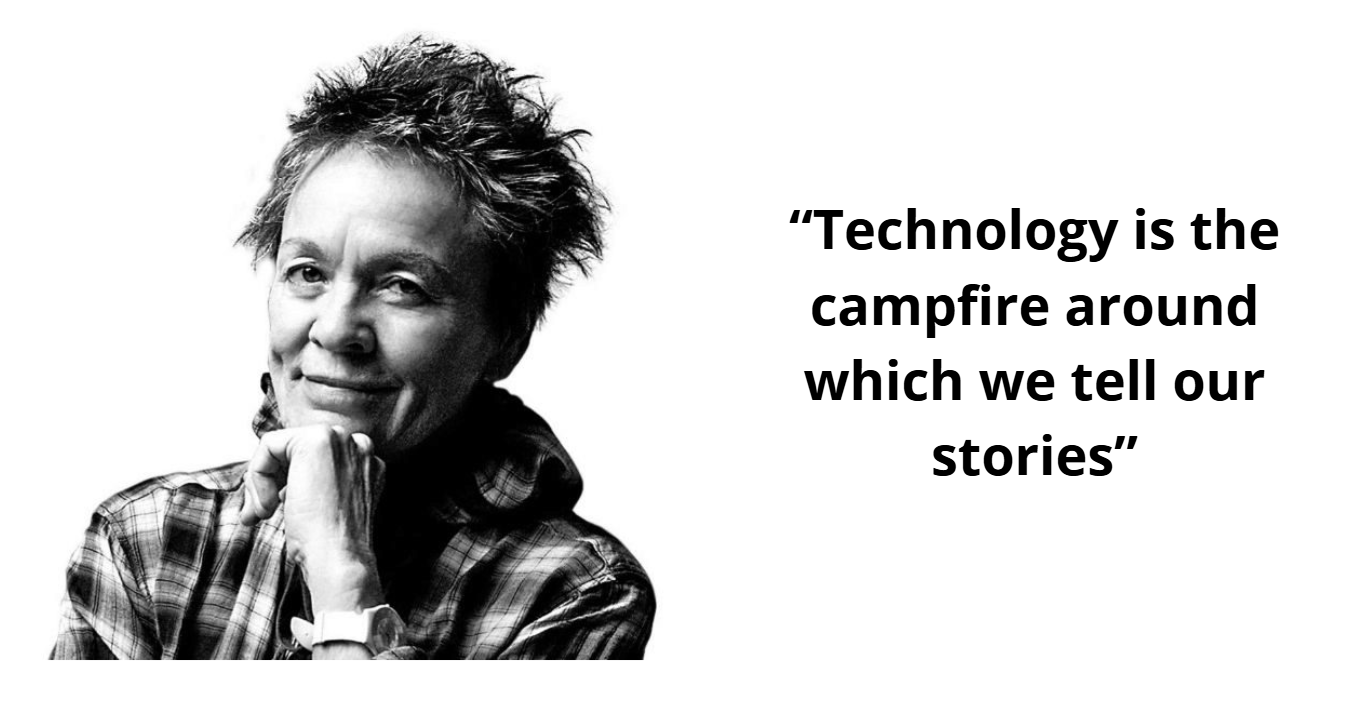 “Technology is the
campfire around
which we tell our
stories”